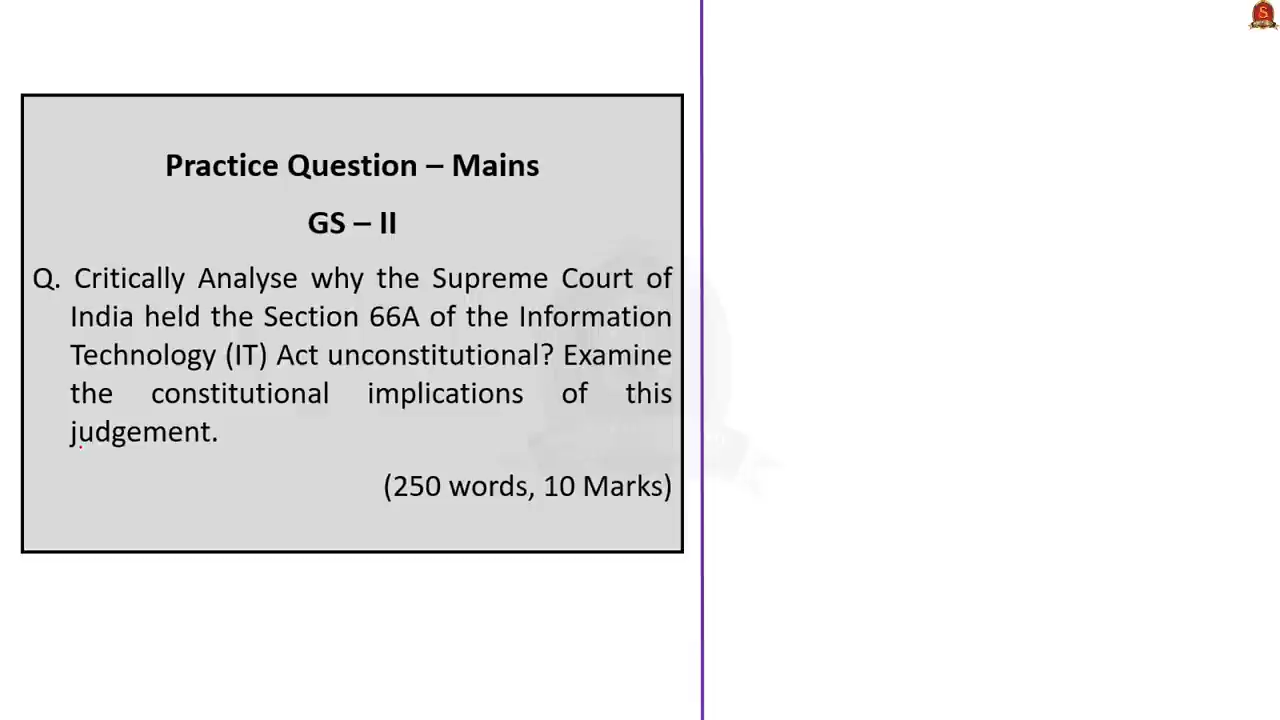 Practice Question – Mains
GS – II
Q. Critically Analyse why the Supreme Court of
India held the Section 66A of the Information
Technology (IT) Act unconstitutional? Examine
the constitutional implications of this
judgement.
(250 words, 10 Marks)